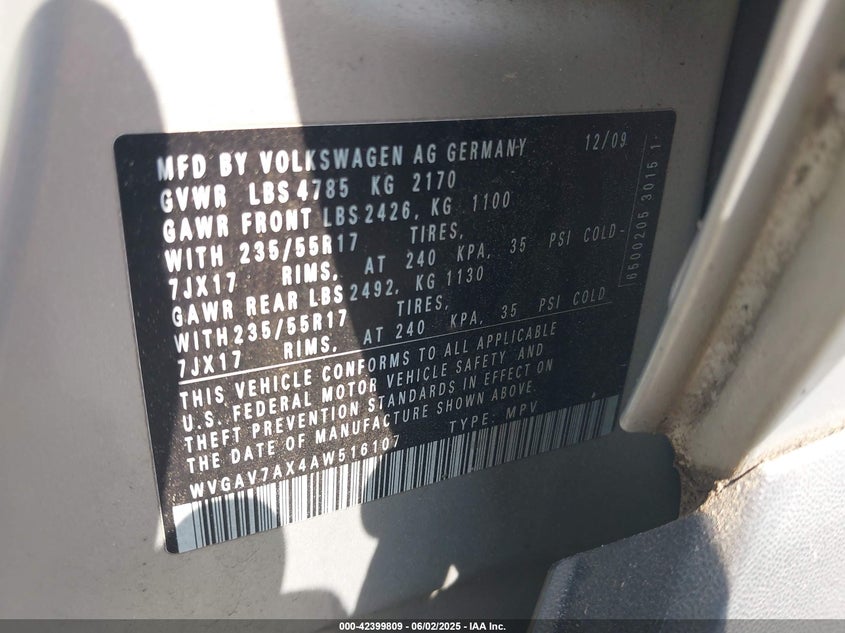 MFD BY VOLKSWAGEN AG GERMANY 12/09
GVWR LBS 4785 KG 2170
GAWR FRONT LBS 2426, KG 1100
WITH 235/55R17 TIRES,
7JX17 RIMS, AT 240 KPA, 35 PSI COLD-
GAWR REAR LBS 2492, KG 1130
WITH 235/55R17 TIRES,
7JX17 RIMS, AT 240 KPA, 35 PSI COLD
THIS VEHICLE CONFORMS TO ALL APPLICABLE
U.S. FEDERAL MOTOR VEHICLE SAFETY AND
THEFT PREVENTION STANDARDS IN EFFECT ON
THE DATE OF MANUFACTURE SHOWN ABOVE.
WVGAV7AX4AW516107 TYPE: MPV
6500205 3015 1
000-42399809 - 06/02/2025 - IAA Inc.